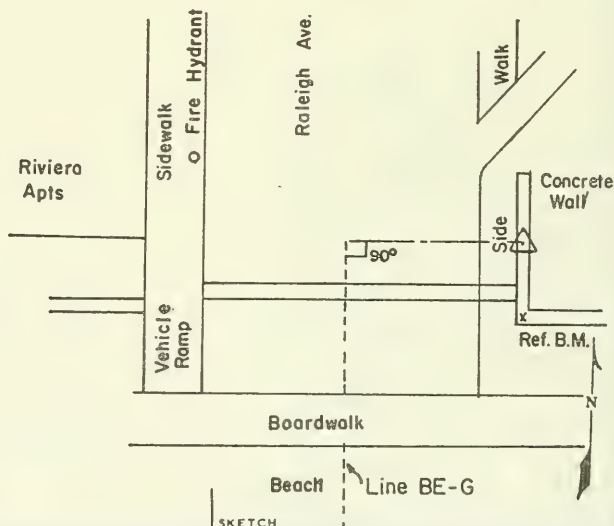 Sidewalk
Fire Hydrant
Raleigh Ave.
Walk
Riviera
Apts
Concrete
Wall
Side
90°
Vehicle
Ramp
Ref. B.M.
N
Boardwalk
Beach
Line BE-G
SKETCH